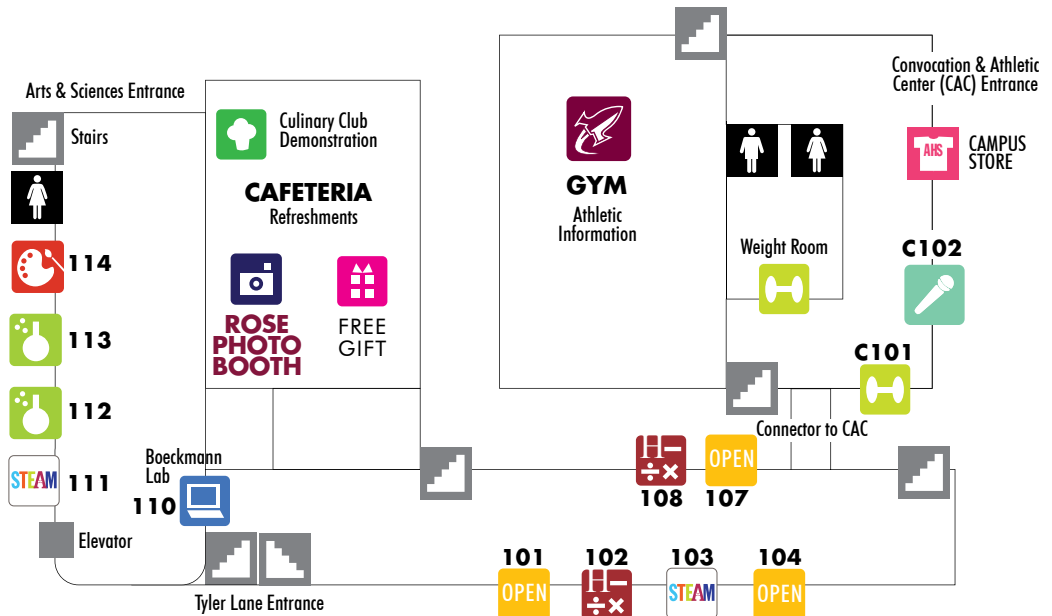 Arts & Sciences Entrance
Stairs
114
113
112
STEAM
111
Elevator
Boeckmann
Lab
110
Tyler Lane Entrance
Culinary Club
Demonstration
CAFETERIA
Refreshments
ROSE
PHOTO
BOOTH
FREE
GIFT
GYM
Athletic
Information
Weight Room
Convocation & Athletic
Center (CAC) Entrance
AHS
CAMPUS
STORE
C102
C101
Connector to CAC
H−
÷×
108
OPEN
107
101
OPEN
102
H−
÷×
103
STEAM
104
OPEN